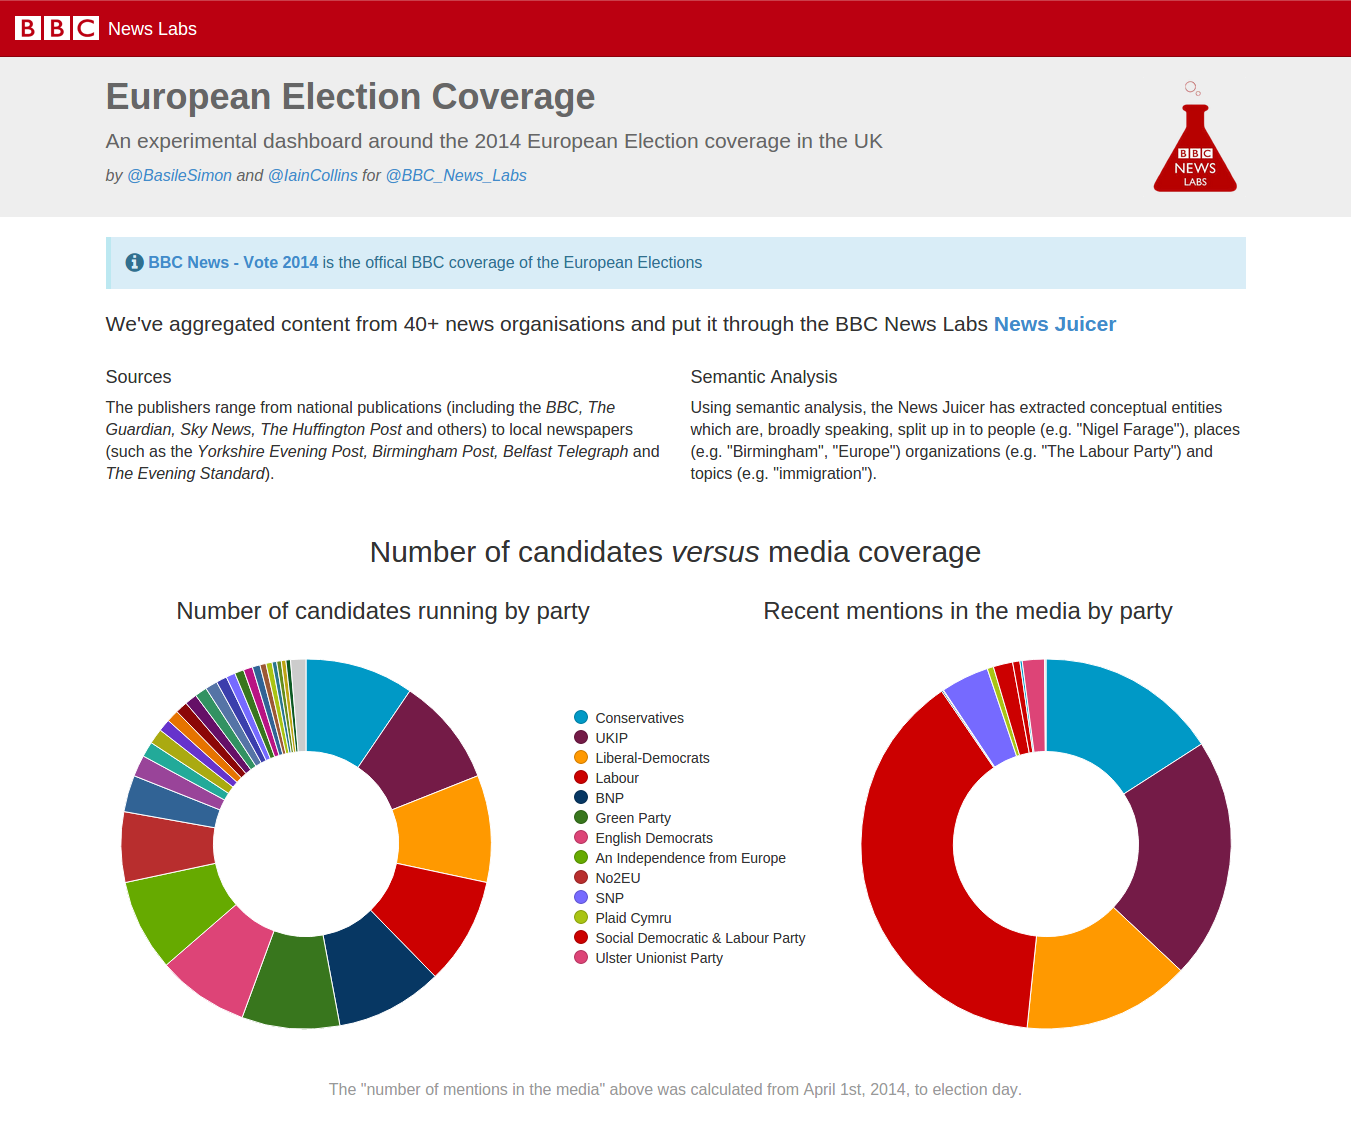 BBC News Labs
European Election Coverage
An experimental dashboard around the 2014 European Election coverage in the UK
by @BasileSimon and @IainCollins for @BBC_News_Labs
BBC
NEWS
LABS
BBC News - Vote 2014 is the offical BBC coverage of the European Elections
We've aggregated content from 40+ news organisations and put it through the BBC News Labs News Juicer
Sources
The publishers range from national publications (including the BBC, The
Guardian, Sky News, The Huffington Post and others) to local newspapers
(such as the Yorkshire Evening Post, Birmingham Post, Belfast Telegraph and
The Evening Standard).
Semantic Analysis
Using semantic analysis, the News Juicer has extracted conceptual entities
which are, broadly speaking, split up in to people (e.g. "Nigel Farage"), places
(e.g. "Birmingham", "Europe") organizations (e.g. "The Labour Party") and
topics (e.g. "immigration").
Number of candidates versus media coverage
Number of candidates running by party
Recent mentions in the media by party
Conservatives
UKIP
Liberal-Democrats
Labour
BNP
Green Party
English Democrats
An Independence from Europe
No2EU
SNP
Plaid Cymru
Social Democratic & Labour Party
Ulster Unionist Party
The "number of mentions in the media" above was calculated from April 1st, 2014, to election day.